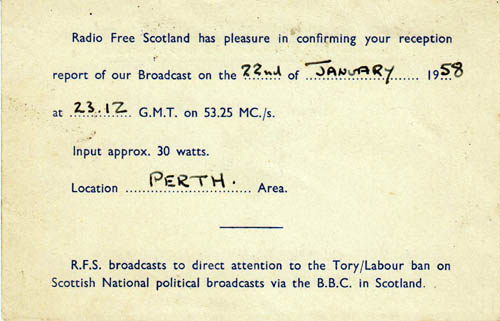 Radio Free Scotland has pleasure in confirming your reception
report of our Broadcast on the 22nd of JANUARY 1958
at 23.12 G.M.T. on 53.25 MC./s.
Input approx. 30 watts.
Location PERTH. Area.
R.F.S. broadcasts to direct attention to the Tory/Labour ban on
Scottish National political broadcasts via the B.B.C. in Scotland.